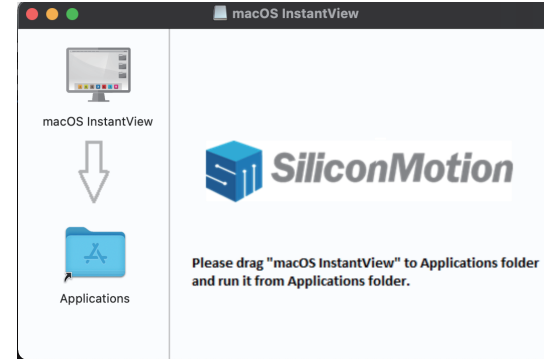 macOS InstantView
macOS InstantView
SiliconMotion
Please drag "macOS InstantView" to Applications folder
and run it from Applications folder.
Applications